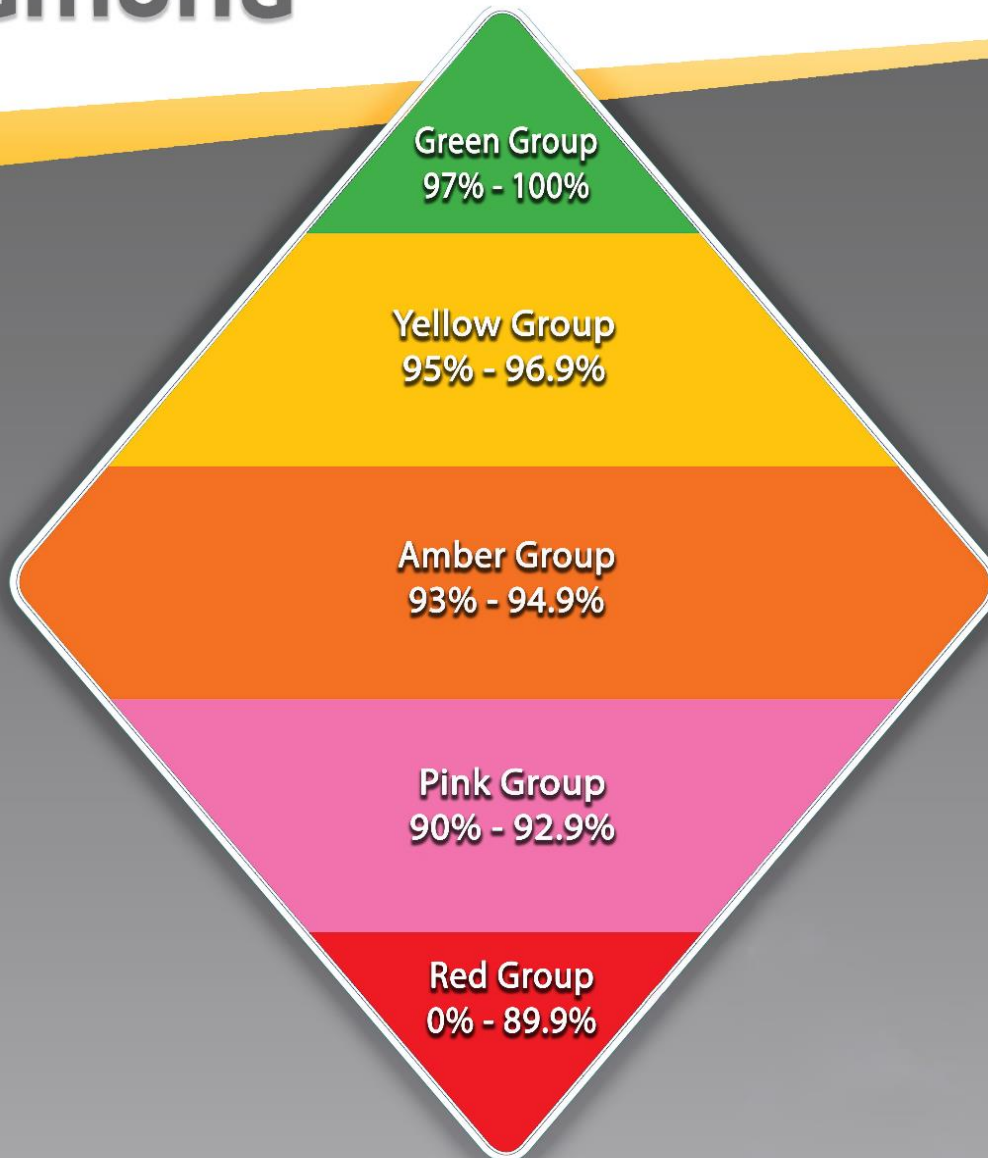 Green Group
97% - 100%
Yellow Group
95% - 96.9%
Amber Group
93% - 94.9%
Pink Group
90% - 92.9%
Red Group
0% - 89.9%